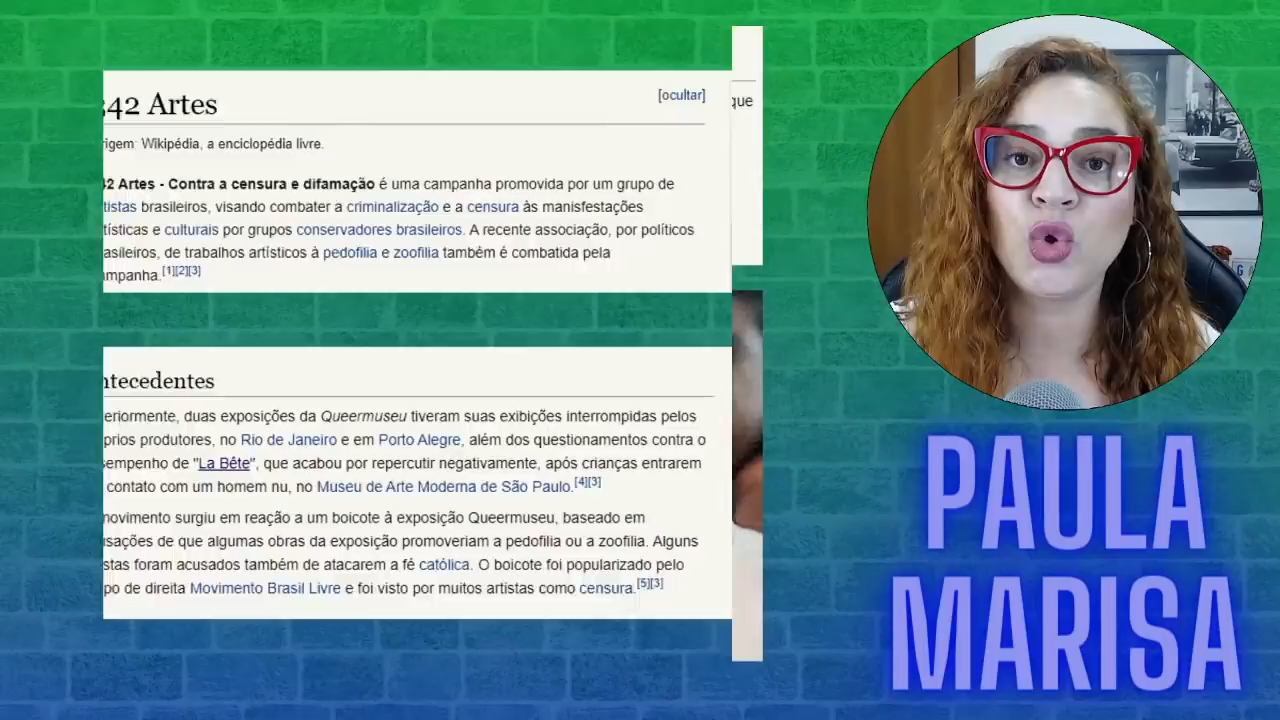 342 Artes
[ocultar]
rigem: Wikipédia, a enciclopédia livre.
42 Artes - Contra a censura e difamação é uma campanha promovida por um grupo de
tistas brasileiros, visando combater a criminalização e a censura às manisfestações
tísticas e culturais por grupos conservadores brasileiros. A recente associação, por políticos
asileiros, de trabalhos artísticos à pedofilia e zoofilia também é combatida pela
mpanha.[1][2][3]
que
ntecedentes
eriormente, duas exposições da Queermuseu tiveram suas exibições interrompidas pelos
prios produtores, no Rio de Janeiro e em Porto Alegre, além dos questionamentos contra o
sempenho de "La Bête", que acabou por repercutir negativamente, após crianças entrarem
contato com um homem nu, no Museu de Arte Moderna de São Paulo.[4][3]
movimento surgiu em reação a um boicote à exposição Queermuseu, baseado em
usações de que algumas obras da exposição promoveriam a pedofilia ou a zoofilia. Alguns
stas foram acusados também de atacarem a fé católica. O boicote foi popularizado pelo
po de direita Movimento Brasil Livre e foi visto por muitos artistas como censura.[5][3]
PAULA
MARISA